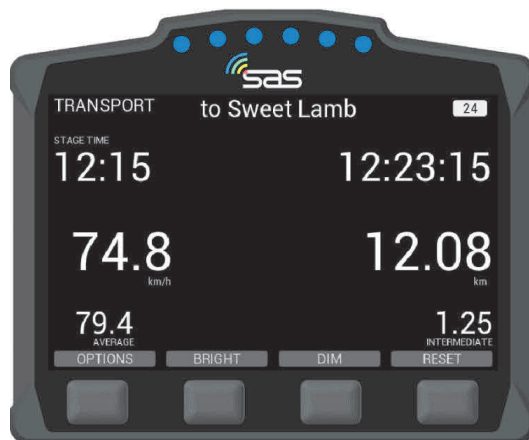 sas
TRANSPORT to Sweet Lamb 24
STAGE TIME
12:15 12:23:15
74.8 12.08
km/h km
79.4 1.25
AVERAGE INTERMEDIATE
OPTIONS BRIGHT DIM RESET